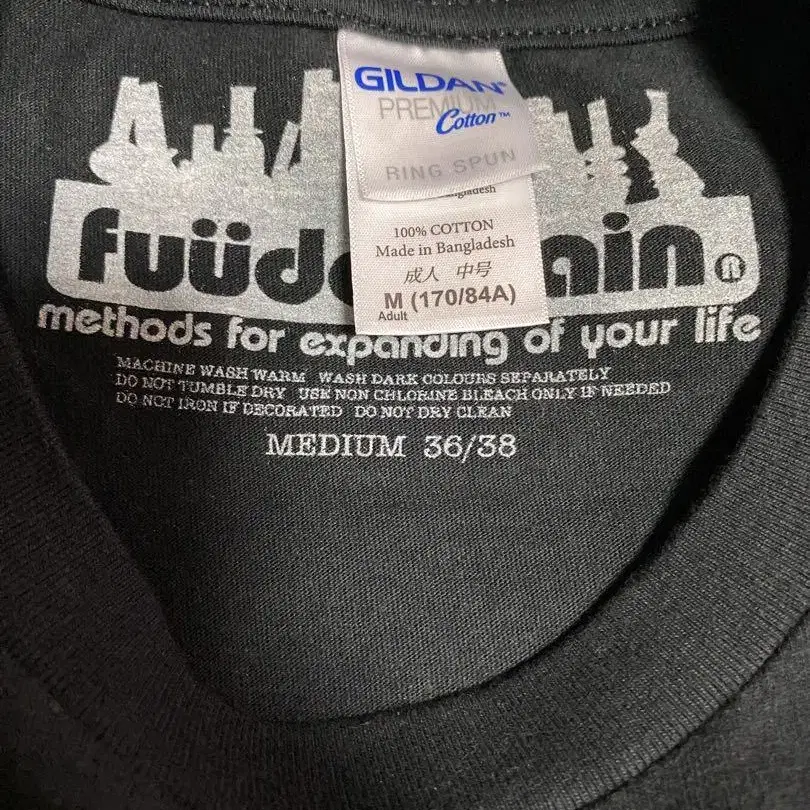 GILDAN®
PREMIUM
Cotton™
RING SPUN
ngladesh
100% COTTON
Made in Bangladesh
成人 中号
M (170/84A)
Adult
methods for expanding of your life
MACHINE WASH WARM WASH DARK COLOURS SEPARATELY
DO NOT TUMBLE DRY USE NON CHLORINE BLEACH ONLY IF NEEDED
DO NOT IRON IF DECORATED DO NOT DRY CLEAN
MEDIUM 36/38